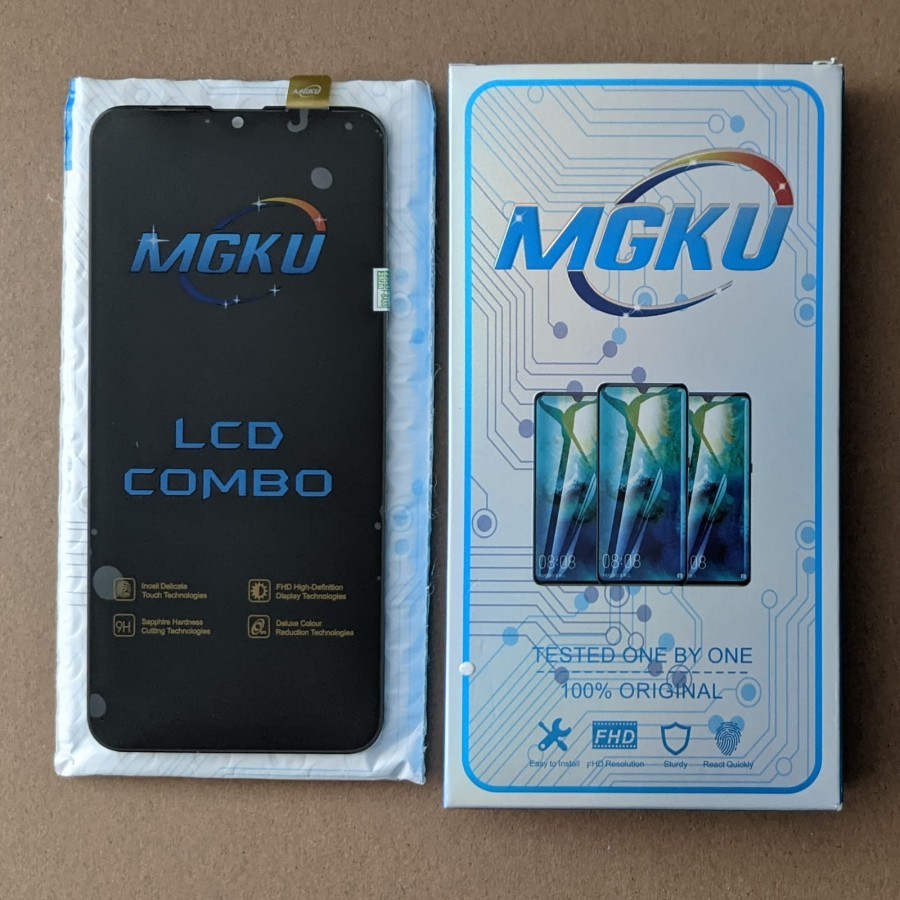 MGKU
MGKU
LCD
COMBO
Incell Delicate
Touch Technologies
FHD High-Definition
Display Technologies
9H
Sapphire Hardness
Cutting Technologies
Deluxe Colour
Reduction Technologies
MGKU
08:08
08:08
08
TESTED ONE BY ONE
100% ORIGINAL
FHD
Easy to Install
FHD Resolution
Sturdy
React Quickly